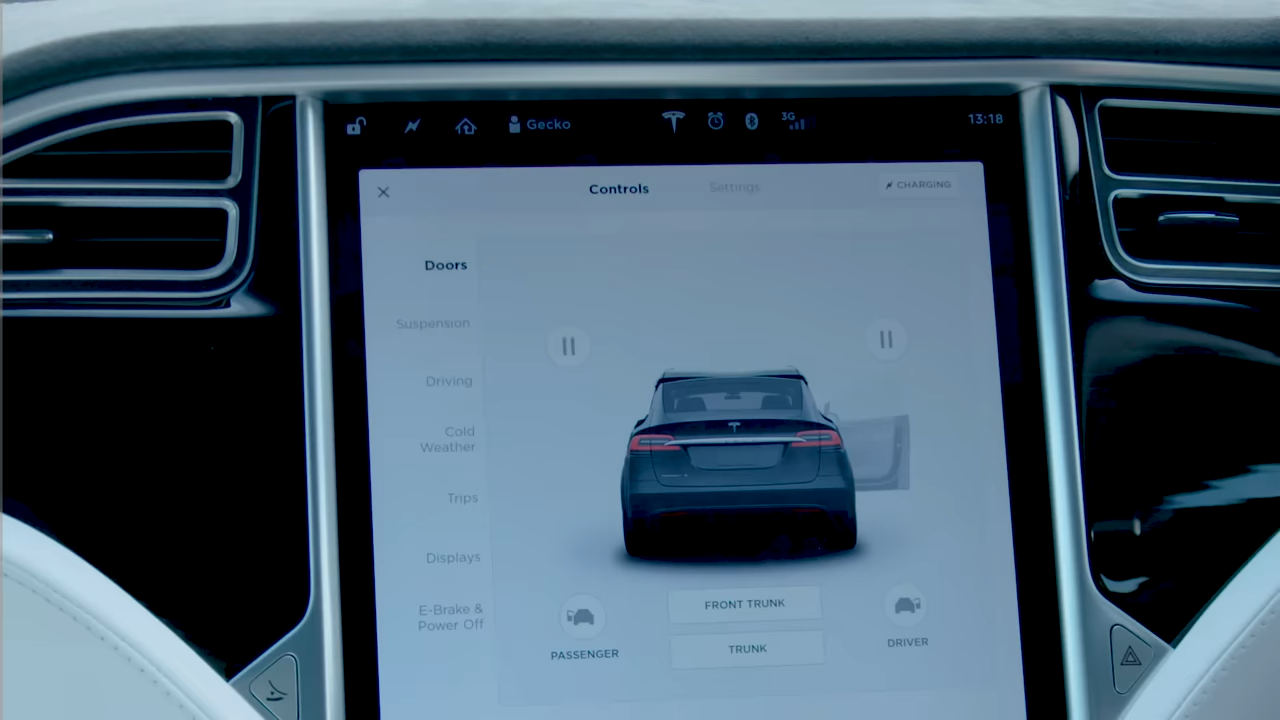 Gecko
3G
13:18
Controls
Settings
CHARGING
Doors
Suspension
Driving
Cold
Weather
Trips
Displays
E-Brake &
Power Off
FRONT TRUNK
TRUNK
PASSENGER
DRIVER